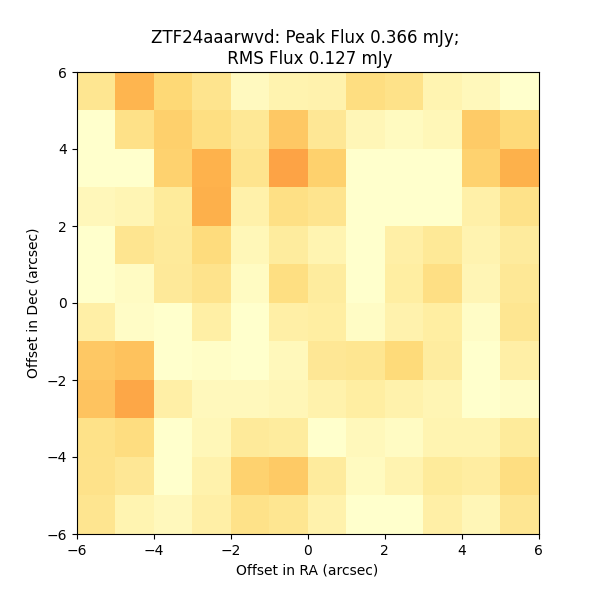 ZTF24aaarwvd: Peak Flux 0.366 mJy;
RMS Flux 0.127 mJy
6
4
2
0
−2
−4
−6
Offset in Dec (arcsec)
−6 −4 −2 0 2 4 6
Offset in RA (arcsec)